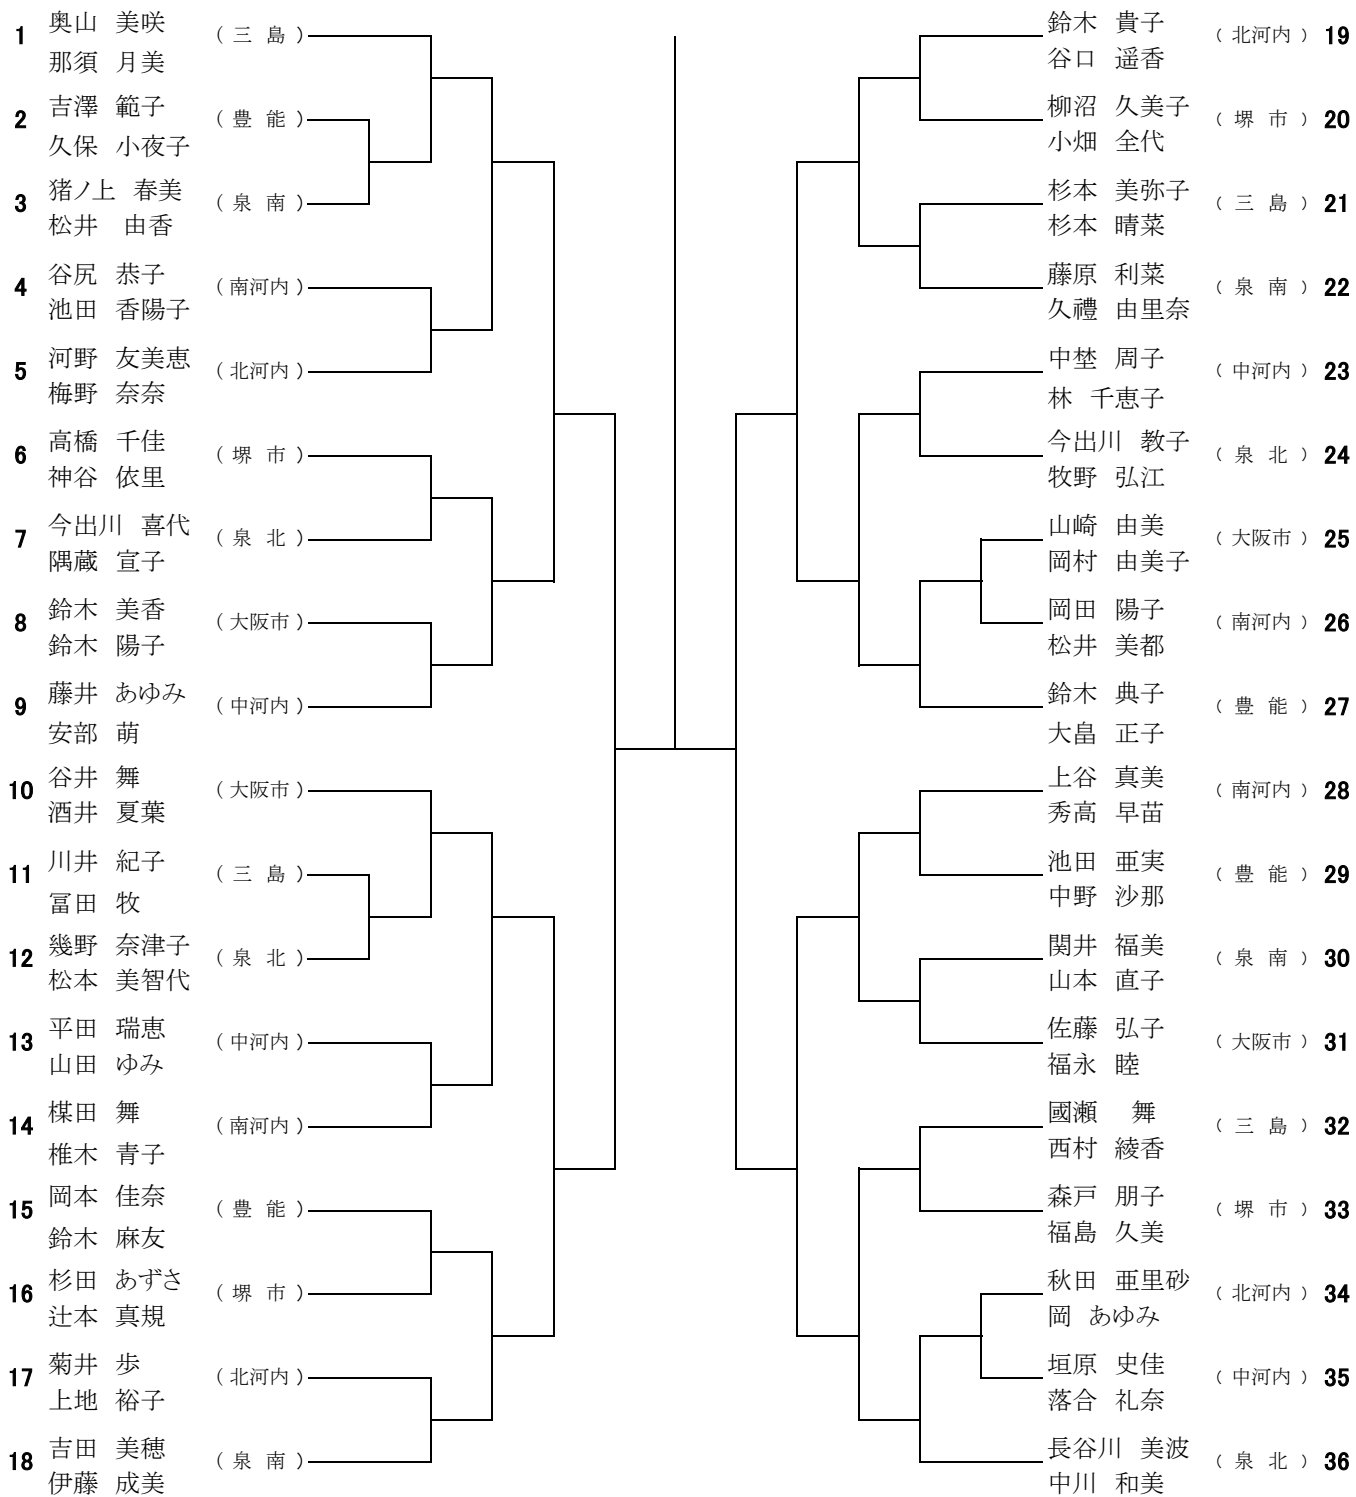 1 奥山 美咲 (三 島)
那須 月美
2 吉澤 範子 (豊 能)
久保 小夜子
3 猪ノ上 春美 (泉 南)
松井 由香
4 谷尻 恭子 (南河内)
池田 香陽子
5 河野 友美恵 (北河内)
梅野 奈奈
6 高橋 千佳 (堺 市)
神谷 依里
7 今出川 喜代 (泉 北)
隅蔵 宣子
8 鈴木 美香 (大阪市)
鈴木 陽子
9 藤井 あゆみ (中河内)
安部 萌
10 谷井 舞 (大阪市)
酒井 夏葉
11 川井 紀子 (三 島)
冨田 牧
12 幾野 奈津子 (泉 北)
松本 美智代
13 平田 瑞恵 (中河内)
山田 ゆみ
14 楳田 舞 (南河内)
椎木 青子
15 岡本 佳奈 (豊 能)
鈴木 麻友
16 杉田 あずさ (堺 市)
辻本 真規
17 菊井 歩 (北河内)
上地 裕子
18 吉田 美穂 (泉 南)
伊藤 成美
鈴木 貴子 (北河内) 19
谷口 遥香
柳沼 久美子 (堺 市) 20
小畑 全代
杉本 美弥子 (三 島) 21
杉本 晴菜
藤原 利菜 (泉 南) 22
久禮 由里奈
中埜 周子 (中河内) 23
林 千恵子
今出川 教子 (泉 北) 24
牧野 弘江
山崎 由美 (大阪市) 25
岡村 由美子
岡田 陽子 (南河内) 26
松井 美都
鈴木 典子 (豊 能) 27
大畠 正子
上谷 真美 (南河内) 28
秀高 早苗
池田 亜実 (豊 能) 29
中野 沙那
関井 福美 (泉 南) 30
山本 直子
佐藤 弘子 (大阪市) 31
福永 睦
國瀬 舞 (三 島) 32
西村 綾香
森戸 朋子 (堺 市) 33
福島 久美
秋田 亜里砂 (北河内) 34
岡 あゆみ
垣原 史佳 (中河内) 35
落合 礼奈
長谷川 美波 (泉 北) 36
中川 和美